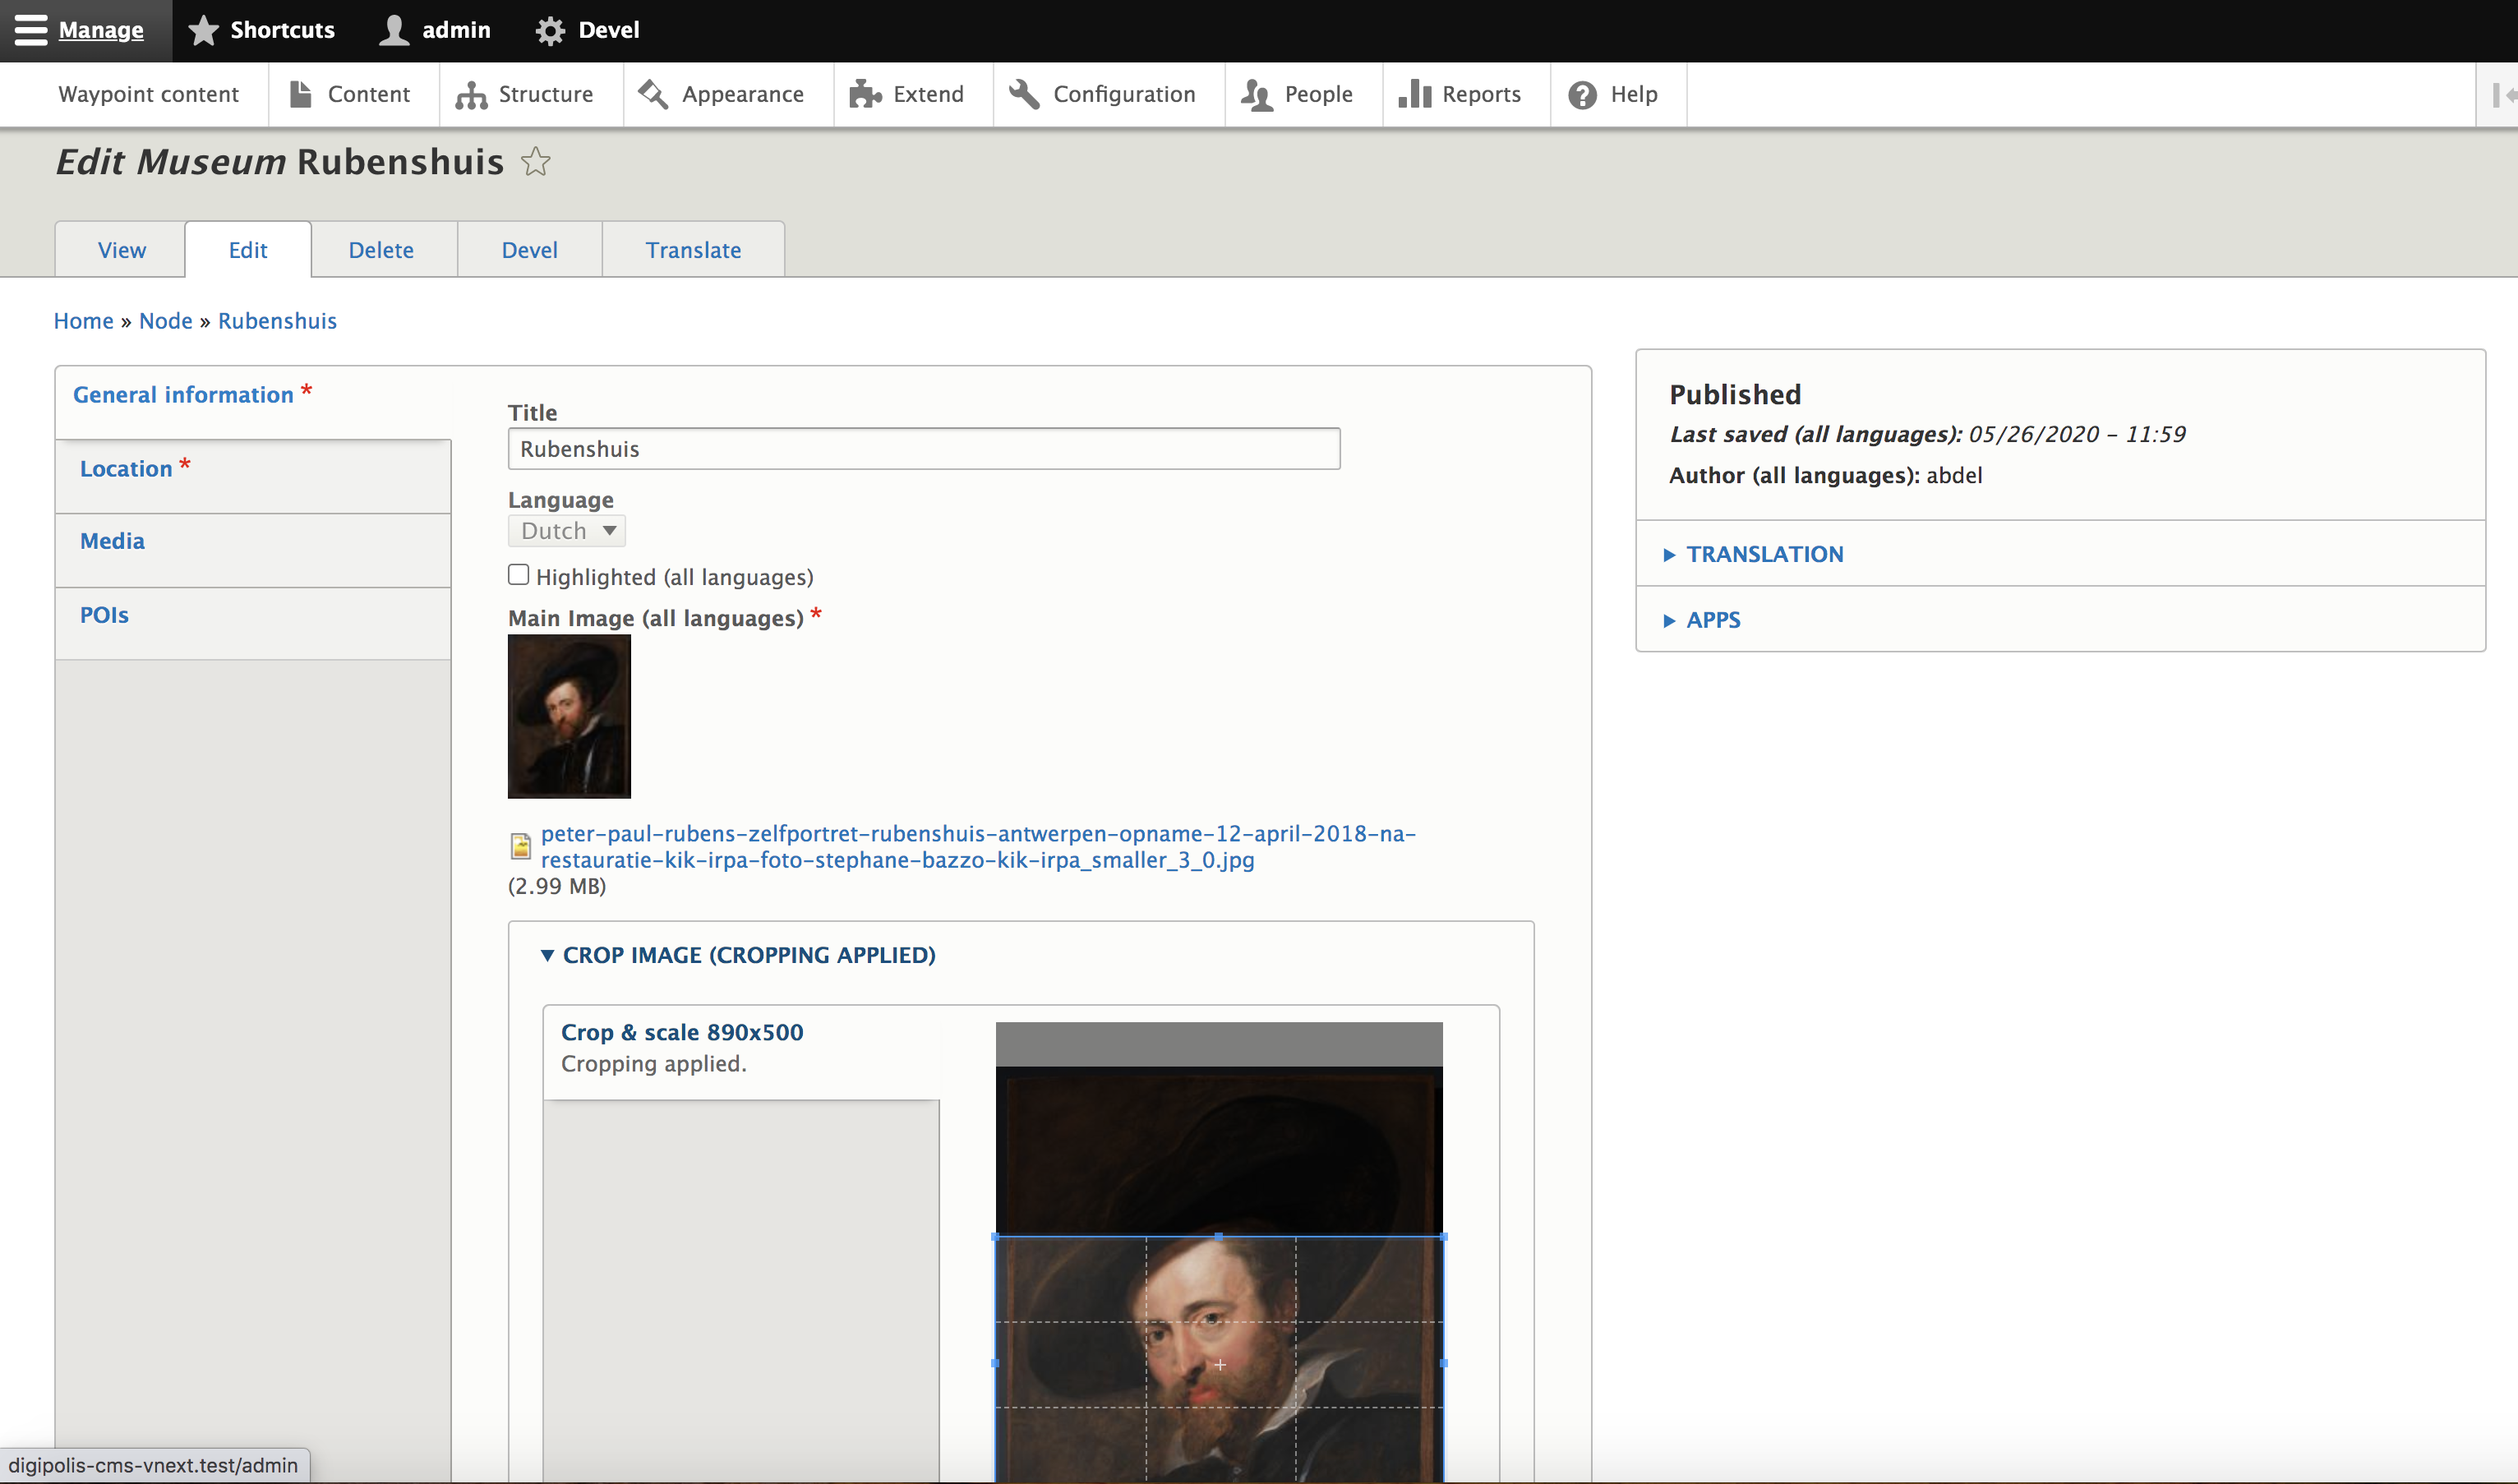 Manage Shortcuts admin Devel
Waypoint content Content Structure Appearance Extend Configuration People Reports Help
Edit Museum Rubenshuis
View Edit Delete Devel Translate
Home » Node » Rubenshuis
General information *
Location *
Media
POIs
Title
Rubenshuis
Language
Dutch
Highlighted (all languages)
Main Image (all languages) *
peter-paul-rubens-zelfportret-rubenshuis-antwerpen-opname-12-april-2018-na-
restauratie-kik-irpa-foto-stephane-bazzo-kik-irpa_smaller_3_0.jpg
(2.99 MB)
CROP IMAGE (CROPPING APPLIED)
Crop & scale 890x500
Cropping applied.
Published
Last saved (all languages): 05/26/2020 - 11:59
Author (all languages): abdel
TRANSLATION
APPS
digipolis-cms-vnext.test/admin